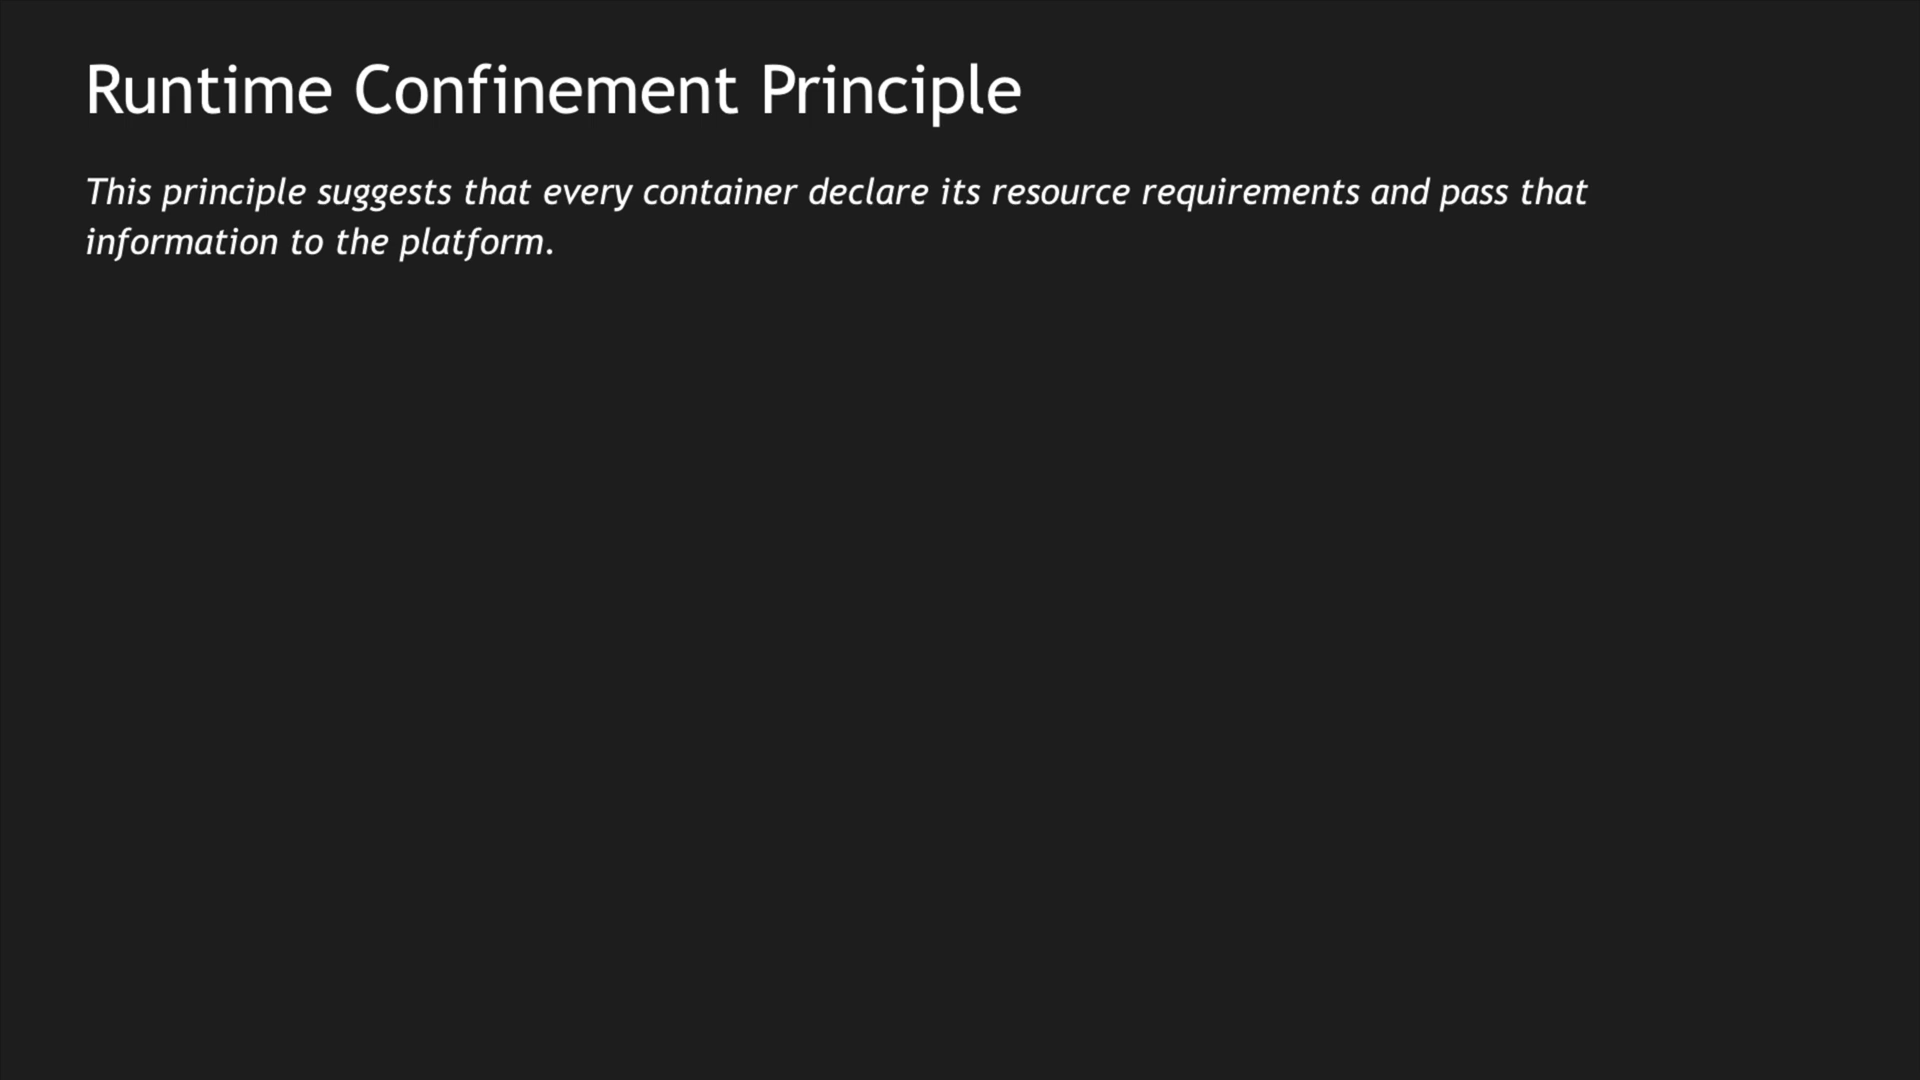 Runtime Confinement Principle
This principle suggests that every container declare its resource requirements and pass that
information to the platform.